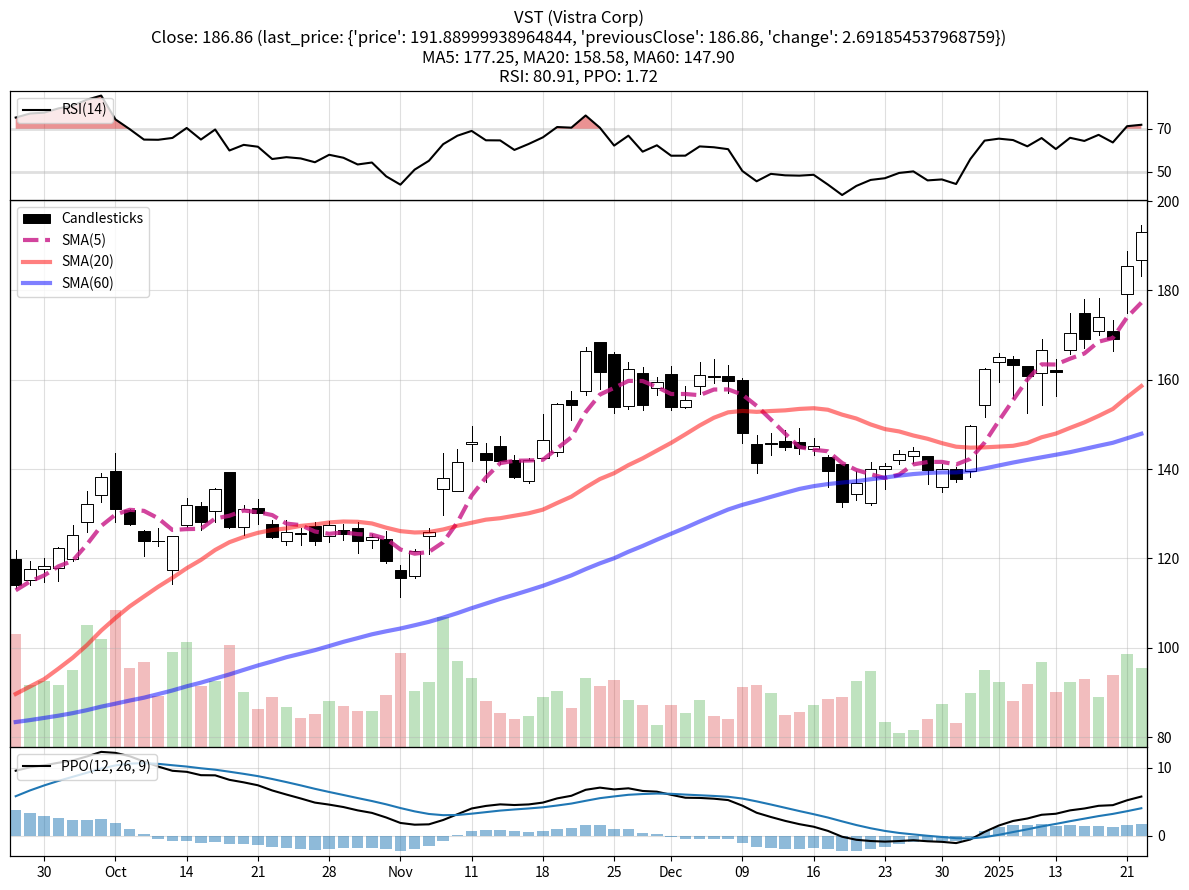 VST (Vistra Corp)
Close: 186.86 (last_price: {'price': 191.88999938964844, 'previousClose': 186.86, 'change': 2.691854537968759})
MA5: 177.25, MA20: 158.58, MA60: 147.90
RSI: 80.91, PPO: 1.72
RSI(14)
70
50
200
Candlesticks
SMA(5)
SMA(20)
SMA(60)
180
160
140
120
100
80
PPO(12, 26, 9)
10
0
30 Oct 14 21 28 Nov 11 18 25 Dec 09 16 23 30 2025 13 21